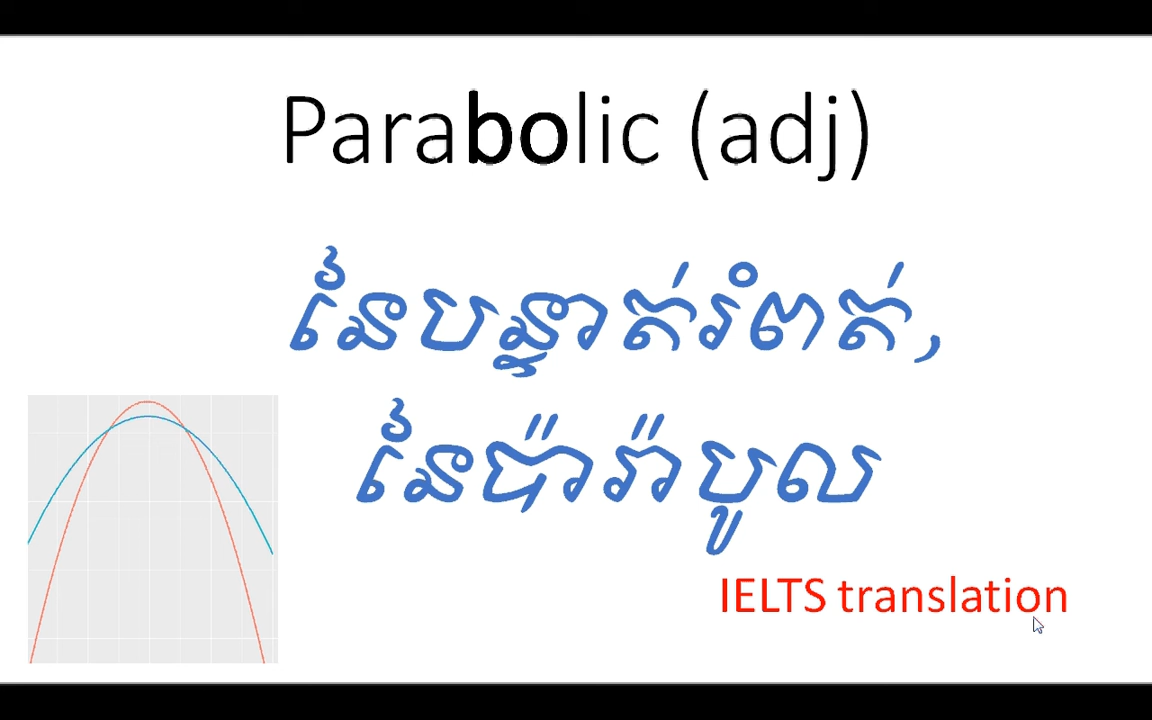 Parabolic (adj)
នៃបន្ទាត់រំពត់,
នៃប៉ារ៉ាបូល
IELTS translation